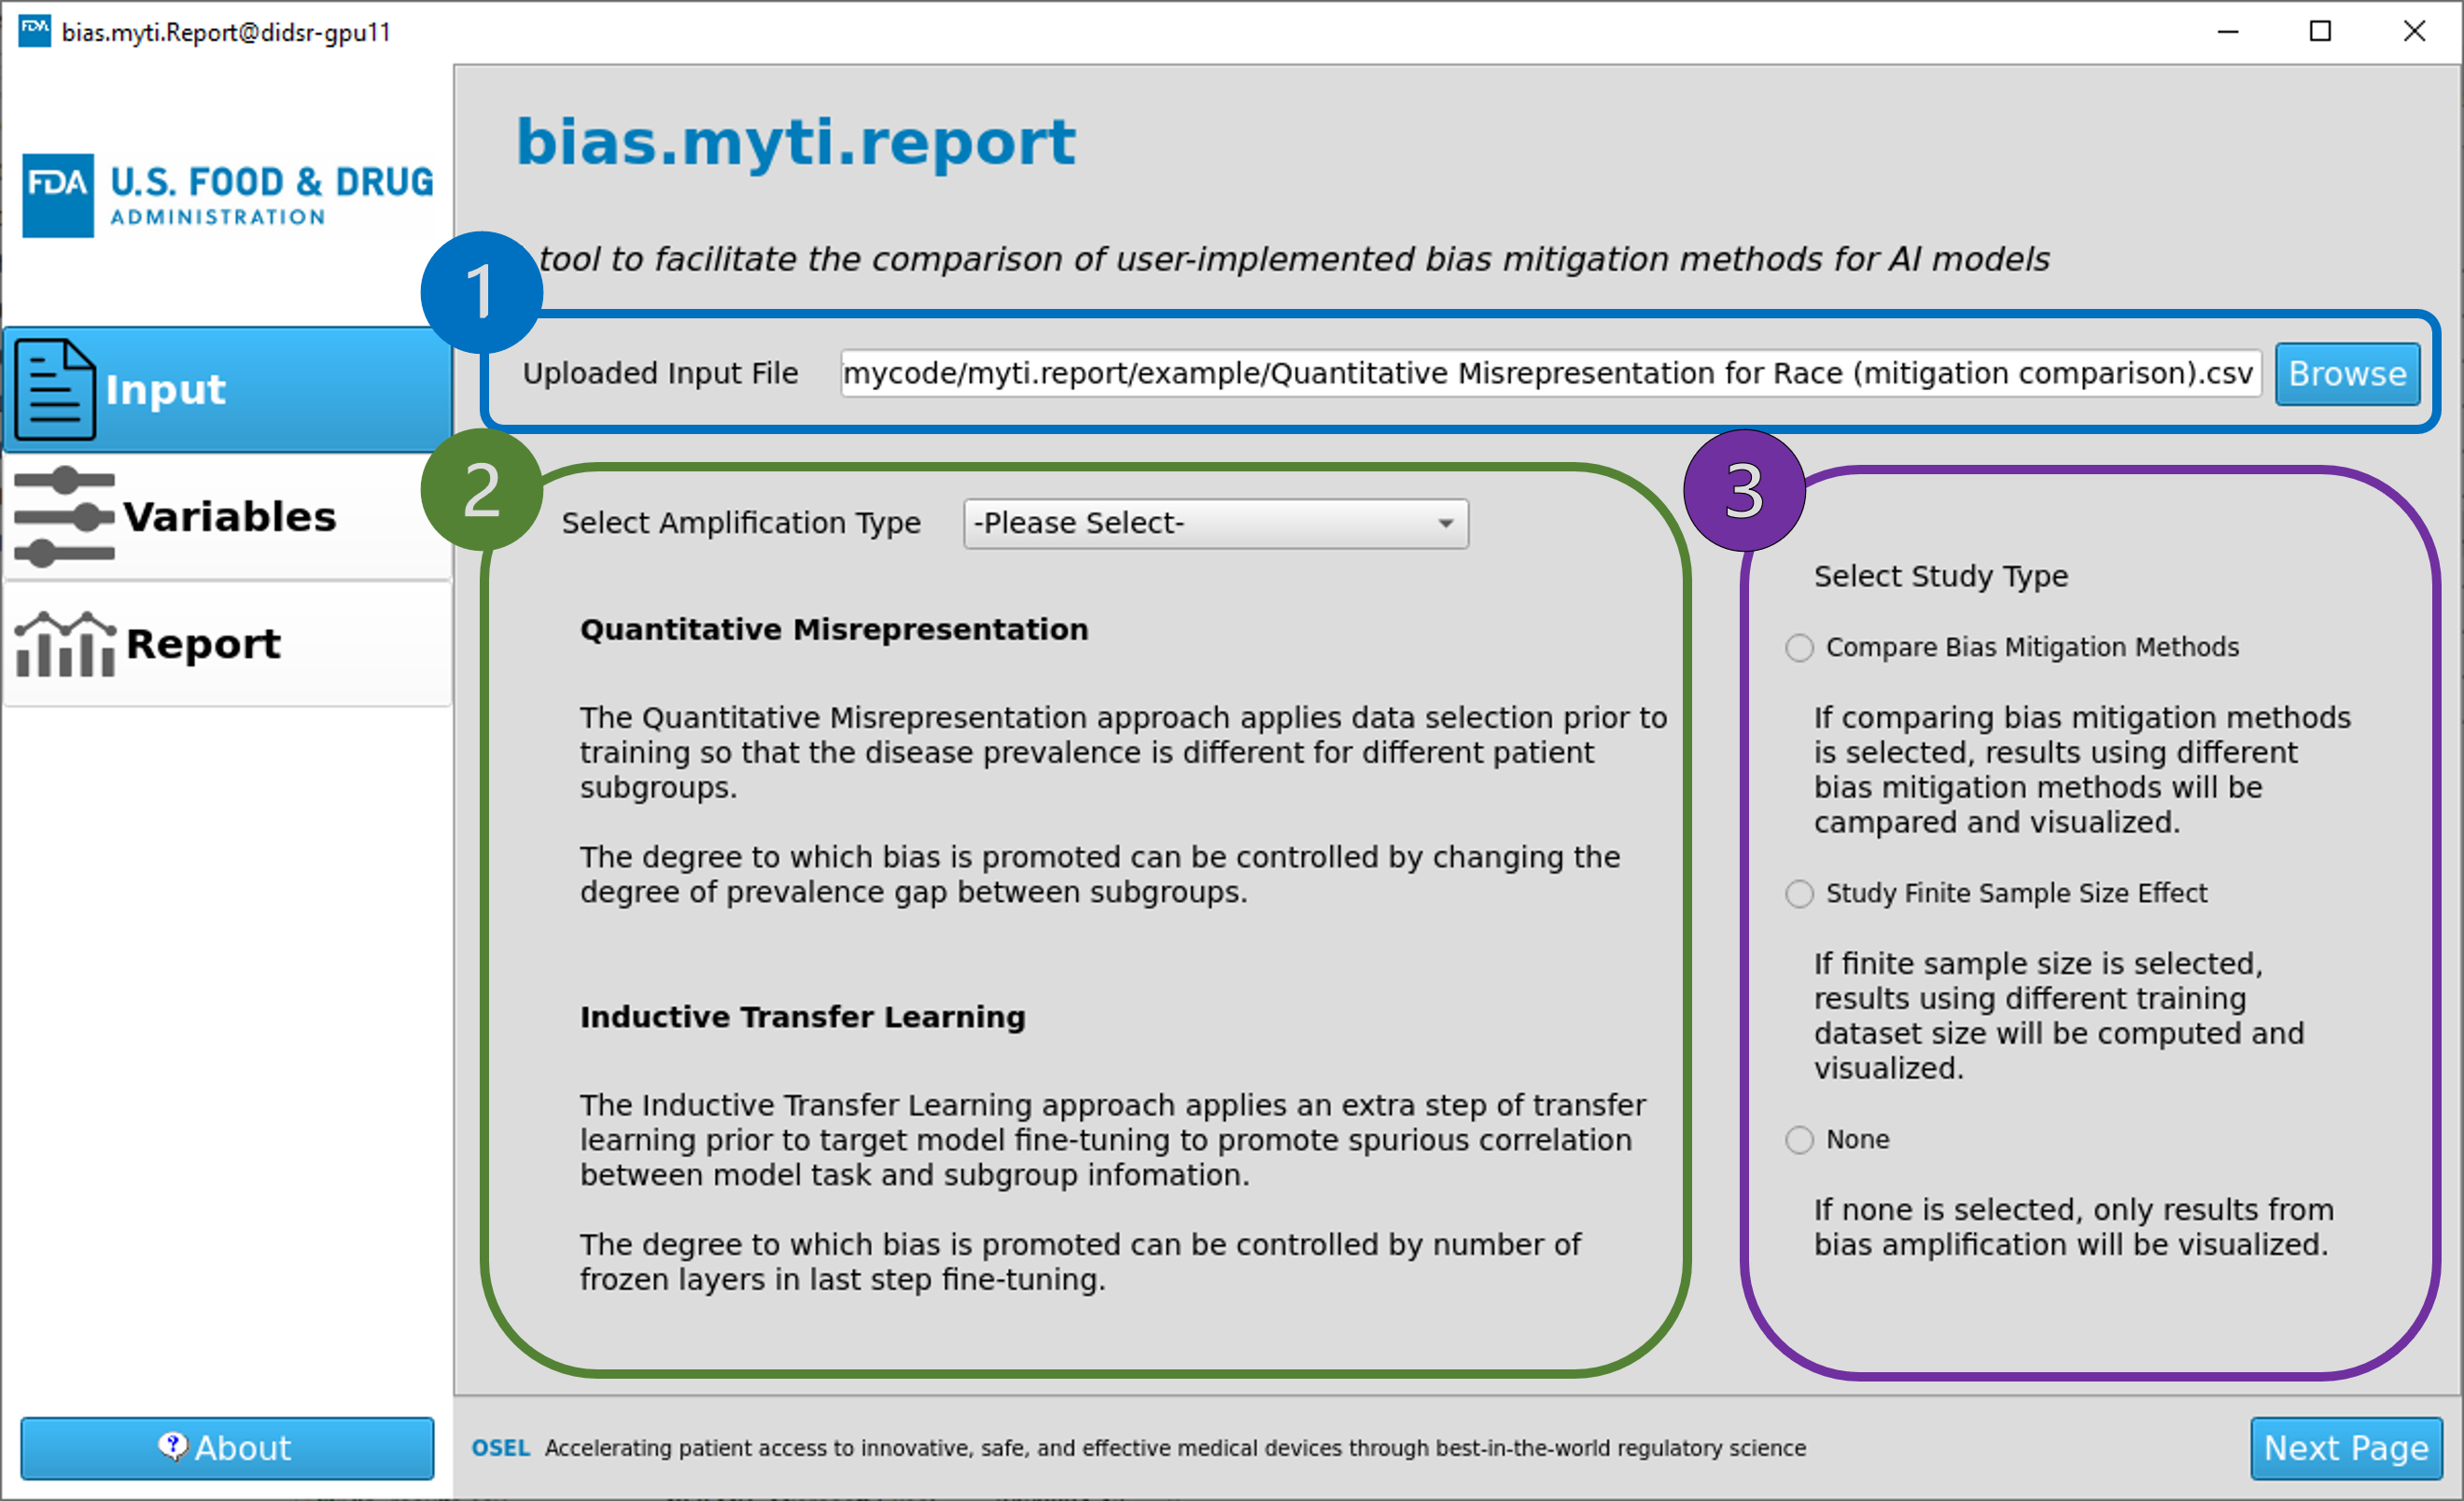 bias.myti.Report@didsr-gpu11
FDA
U.S. FOOD & DRUG
ADMINISTRATION
bias.myti.report
tool to facilitate the comparison of user-implemented bias mitigation methods for AI models
1
Uploaded Input File
mycode/myti.report/example/Quantitative Misrepresentation for Race (mitigation comparison).csv
Browse
Input
Variables
Report
2
Select Amplification Type
-Please Select-
Quantitative Misrepresentation
The Quantitative Misrepresentation approach applies data selection prior to
training so that the disease prevalence is different for different patient
subgroups.
The degree to which bias is promoted can be controlled by changing the
degree of prevalence gap between subgroups.
Inductive Transfer Learning
The Inductive Transfer Learning approach applies an extra step of transfer
learning prior to target model fine-tuning to promote spurious correlation
between model task and subgroup infomation.
The degree to which bias is promoted can be controlled by number of
frozen layers in last step fine-tuning.
3
Select Study Type
Compare Bias Mitigation Methods
If comparing bias mitigation methods
is selected, results using different
bias mitigation methods will be
campared and visualized.
Study Finite Sample Size Effect
If finite sample size is selected,
results using different training
dataset size will be computed and
visualized.
None
If none is selected, only results from
bias amplification will be visualized.
? About
OSEL Accelerating patient access to innovative, safe, and effective medical devices through best-in-the-world regulatory science
Next Page